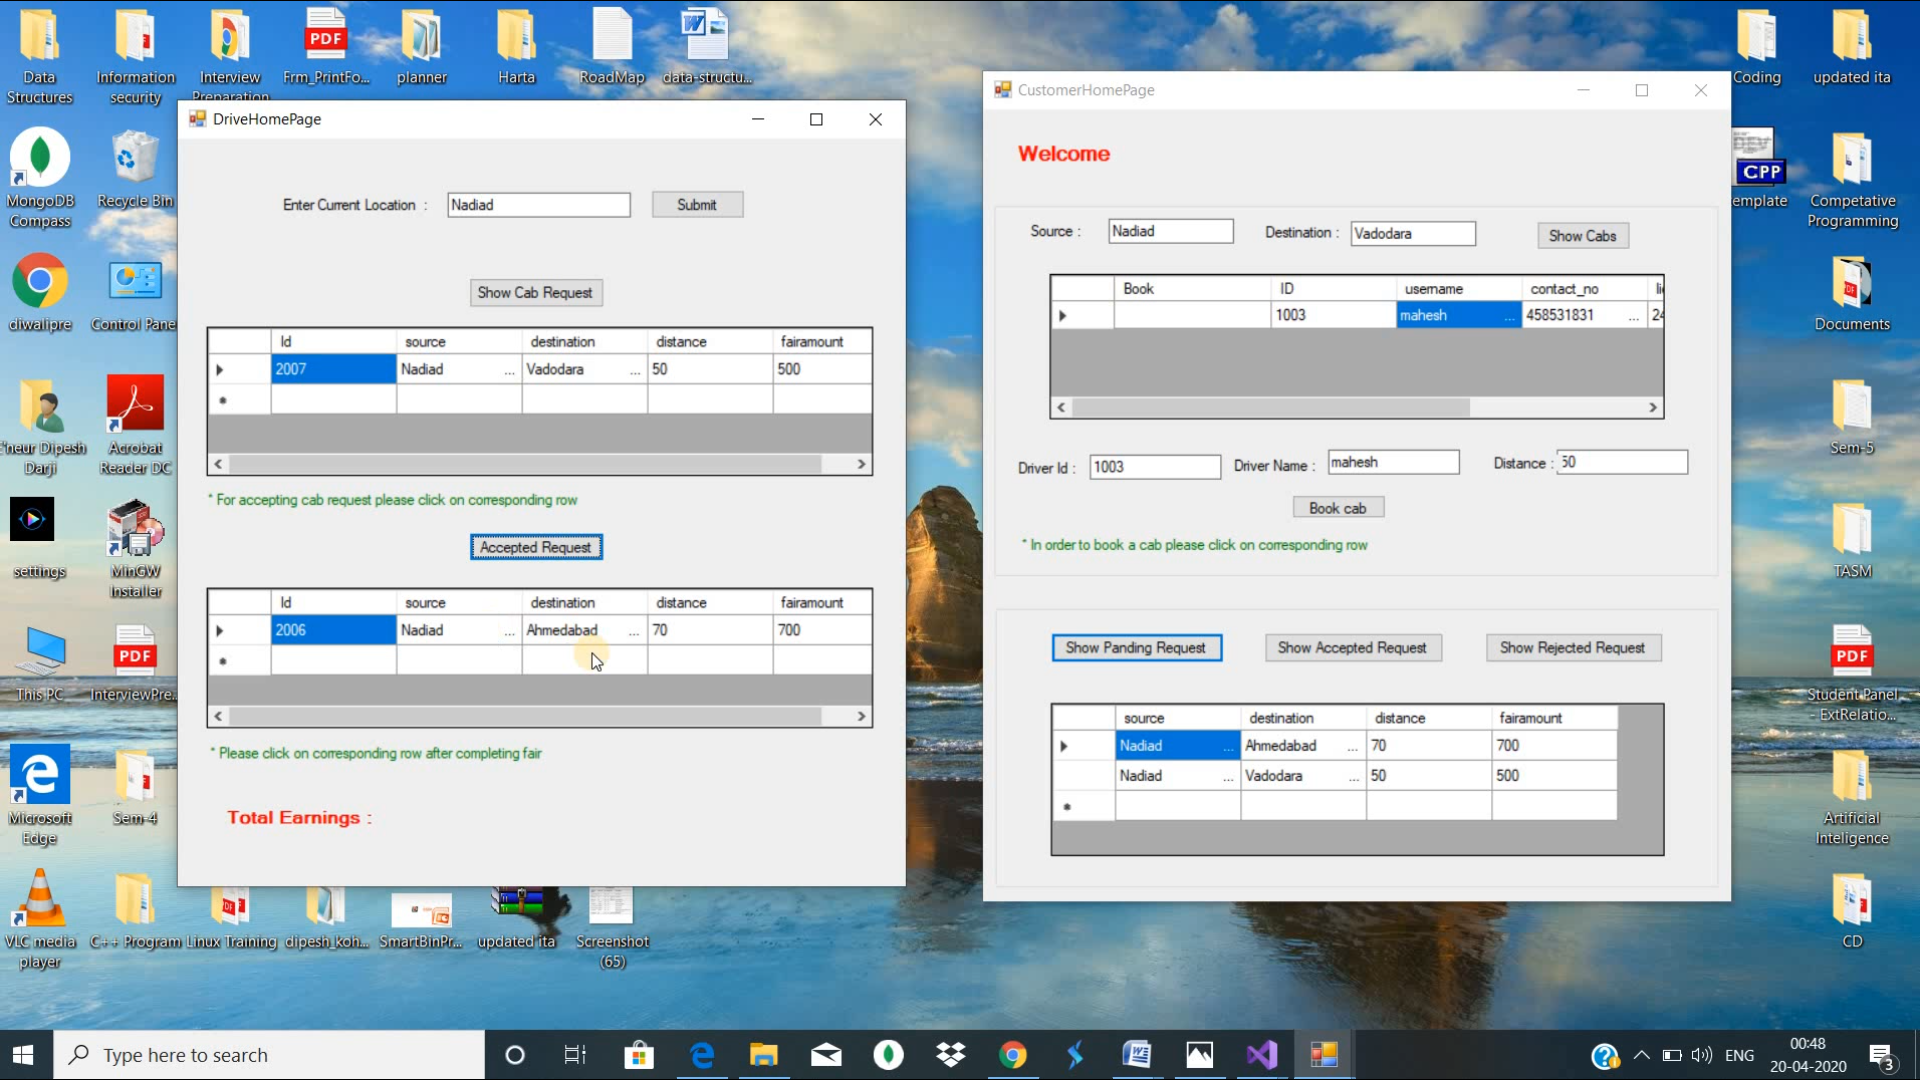 Data Structures
Information security
Interview Preparation
Frm_PrintFo...
planner
Harta
RoadMap
data-structu...
Coding
updated ita
MongoDB Compass
Recycle Bin
emplate
Competative Programming
diwalipre
Control Pane
Documents
'neur Dipesh Darji
Acrobat Reader DC
Sem-5
settings
MinGW Installer
TASM
This PC
InterviewPre...
Student Panel - ExtRelatio...
Microsoft Edge
Sem-4
Artificial Inteligence
VLC media player
C++ Program
Linux Training
dipesh_koh...
SmartBinPr...
updated ita
Screenshot (65)
CD
DriveHomePage
Enter Current Location :
Nadiad
Submit
Show Cab Request
Id source destination distance fairamount
2007 Nadiad ... Vadodara ... 50 500
* For accepting cab request please click on corresponding row
Accepted Request
Id source destination distance fairamount
2006 Nadiad ... Ahmedabad ... 70 700
* Please click on corresponding row after completing fair
Total Earnings :
CustomerHomePage
Welcome
Source : Nadiad Destination : Vadodara Show Cabs
Book ID username contact_no li
1003 mahesh ... 458531831 ... 24
Driver Id : 1003 Driver Name : mahesh Distance : 50
Book cab
* In order to book a cab please click on corresponding row
Show Panding Request Show Accepted Request Show Rejected Request
source destination distance fairamount
Nadiad ... Ahmedabad ... 70 700
Nadiad ... Vadodara ... 50 500
Type here to search
ENG
00:48
20-04-2020
3
PDF
PDF
PDF
CPP